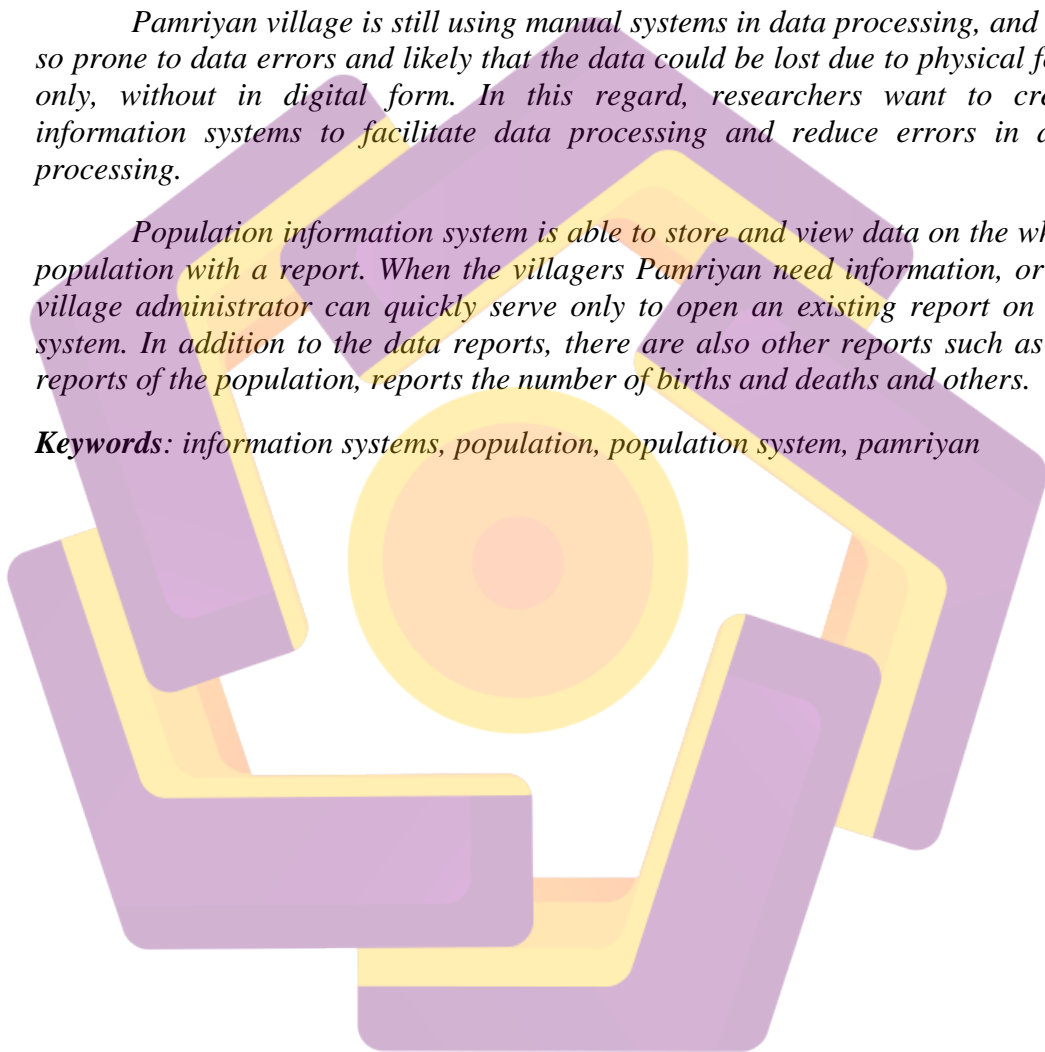 Pamriyan village is still using manual systems in data processing, and
so prone to data errors and likely that the data could be lost due to physical
only, without in digital form. In this regard, researchers want to
information systems to facilitate data processing and reduce errors in
processing.
Population information system is able to store and view data on the
population with a report. When the villagers Pamriyan need information, or
village administrator can quickly serve only to open an existing report on
system. In addition to the data reports, there are also other reports such as
reports of the population, reports the number of births and deaths and others.
Keywords: information systems, population, population system, pamriyan